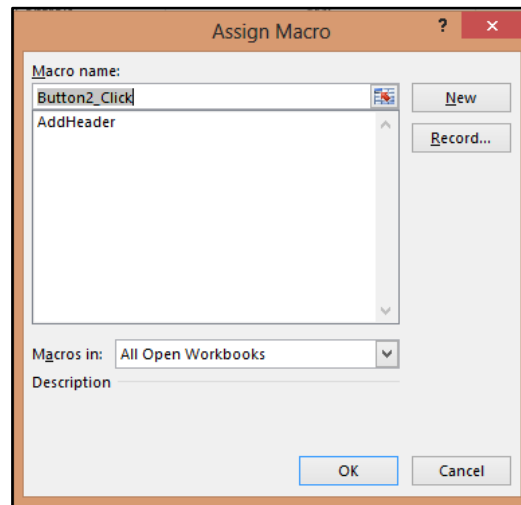 Assign Macro ?
Macro name:
Button2_Click
New
AddHeader
Record...
Macros in: All Open Workbooks
Description
OK Cancel